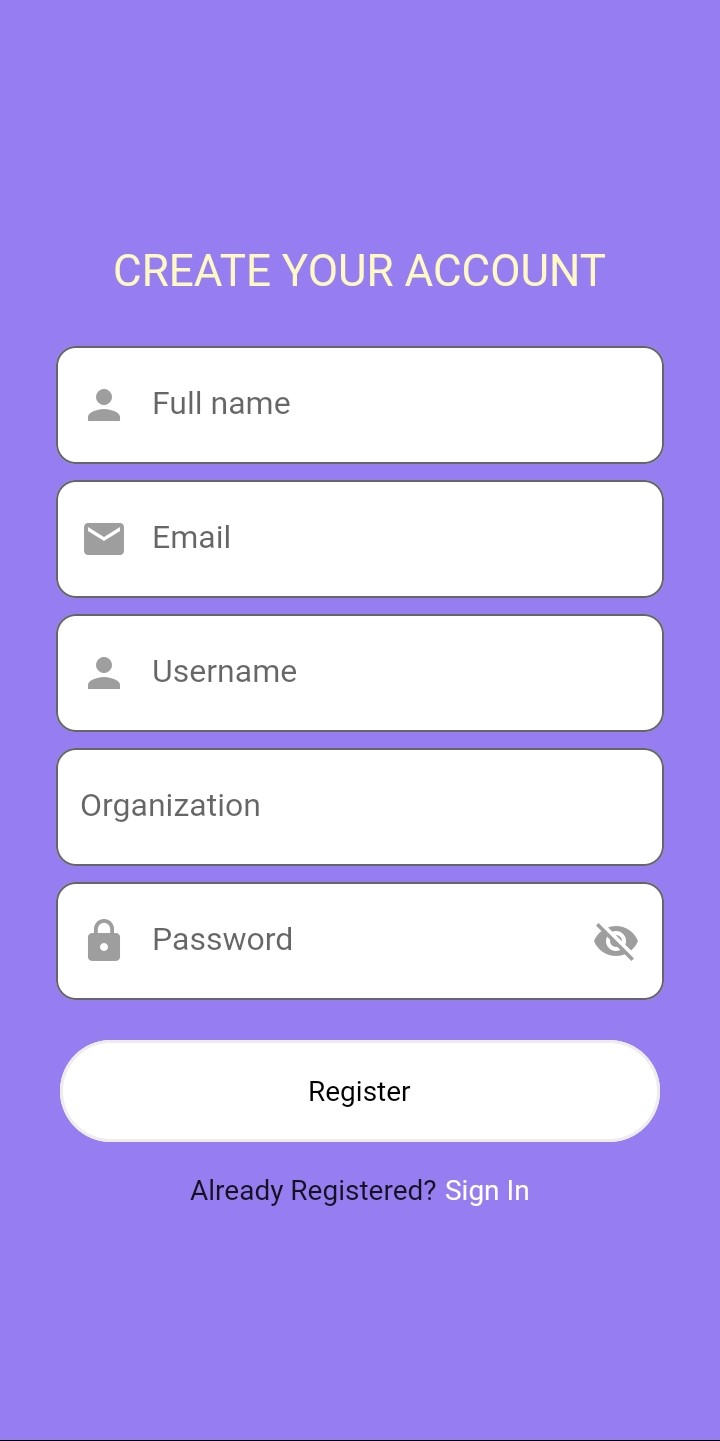 CREATE YOUR ACCOUNT
Full name
Email
Username
Organization
Password
Register
Already Registered? Sign In